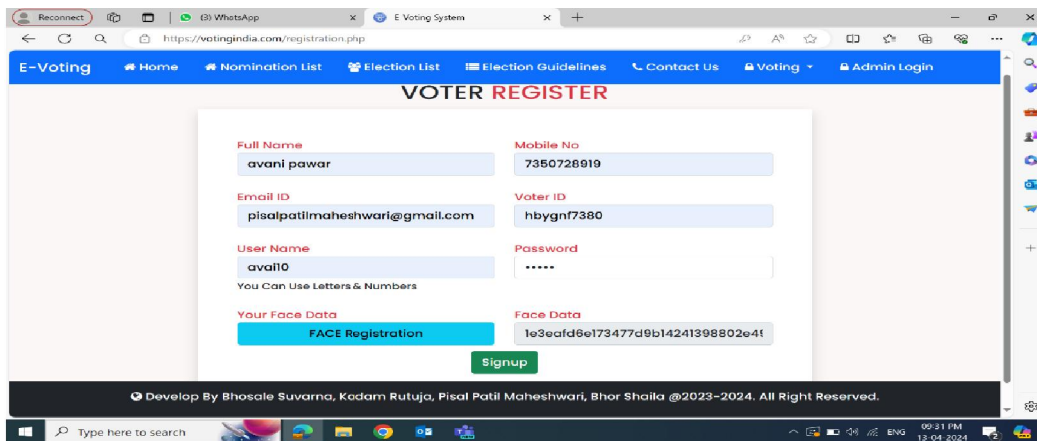 Reconnect (3) WhatsApp E Voting System
https://votingindia.com/registration.php
E-Voting Home Nomination List Election List Election Guidelines Contact Us Voting Admin Login
VOTER REGISTER
Full Name Mobile No
avani pawar 7350728919
Email ID Voter ID
pisalpatilmaheshwari@gmail.com hbygnf7380
User Name Password
avai10 •••••
You Can Use Letters & Numbers
Your Face Data Face Data
FACE Registration 1e3eafd6e173477d9b14241398802e4
Signup
Develop By Bhosale Suvarna, Kadam Rutuja, Pisal Patil Maheshwari, Bhor Shaila @2023-2024. All Right Reserved.
Type here to search ENG 09:31 PM
13-04-2024 2